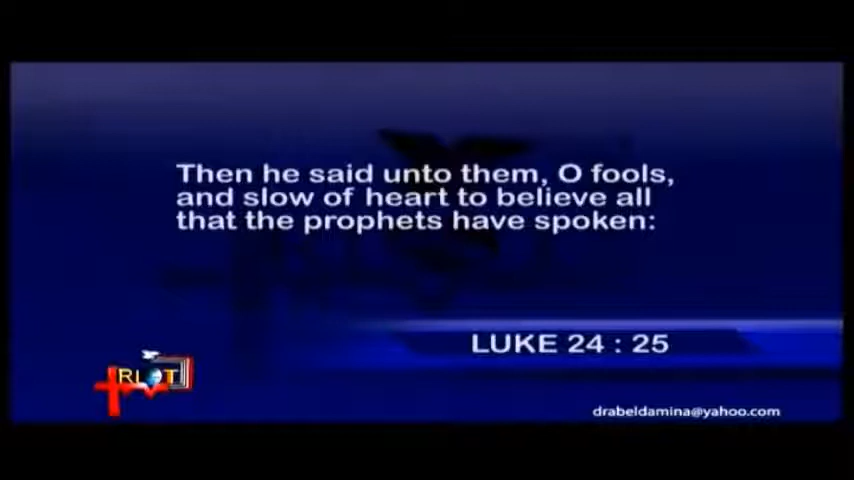 Then he said unto them, O fools,
and slow of heart to believe all
that the prophets have spoken:
LUKE 24 : 25
RIOT
drabeldamina@yahoo.com